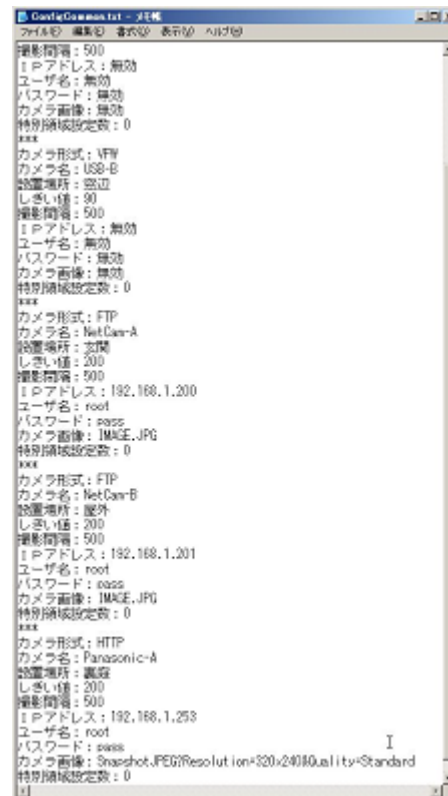 ConfigCommon.txt - メモ帳
ファイル(F) 編集(E) 書式(O) 表示(V) ヘルプ(H)
撮影間隔：500
ＩＰアドレス：無効
ユーザ名：無効
パスワード：無効
カメラ画像：無効
特別領域設定数：0
***
カメラ形式：VFW
カメラ名：USB-B
設置場所：窓辺
しきい値：90
撮影間隔：500
ＩＰアドレス：無効
ユーザ名：無効
パスワード：無効
カメラ画像：無効
特別領域設定数：0
***
カメラ形式：FTP
カメラ名：NetCam-A
設置場所：玄関
しきい値：200
撮影間隔：500
ＩＰアドレス：192.168.1.200
ユーザ名：root
パスワード：pass
カメラ画像：IMAGE.JPG
特別領域設定数：0
***
カメラ形式：FTP
カメラ名：NetCam-B
設置場所：屋外
しきい値：200
撮影間隔：500
ＩＰアドレス：192.168.1.201
ユーザ名：root
パスワード：pass
カメラ画像：IMAGE.JPG
特別領域設定数：0
***
カメラ形式：HTTP
カメラ名：Panasonic-A
設置場所：裏庭
しきい値：200
撮影間隔：500
ＩＰアドレス：192.168.1.253
ユーザ名：root
パスワード：pass
カメラ画像：SnapshotJPEG?Resolution=320x240&Quality=Standard
特別領域設定数：0